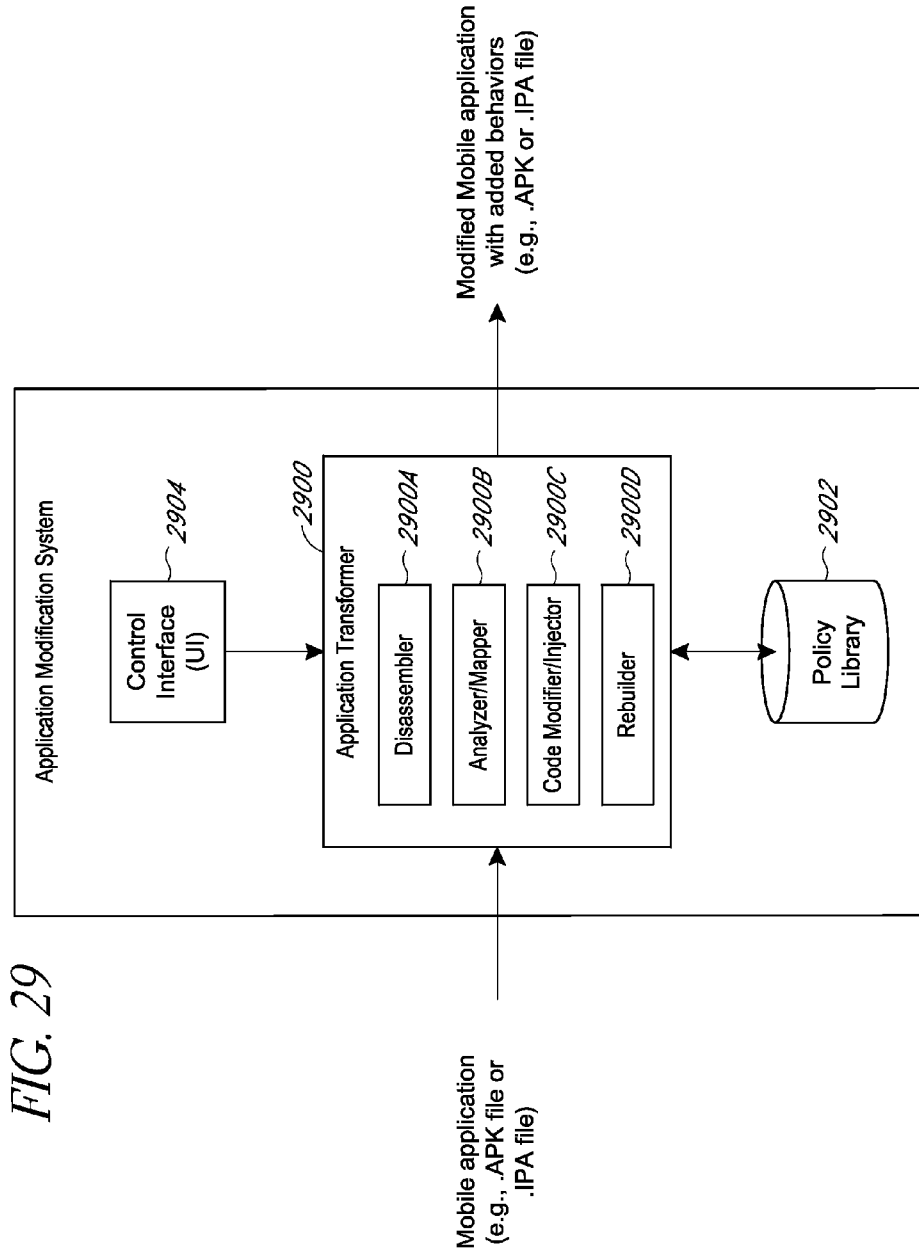 FIG. 29
Application Modification System
Control
Interface
(UI)
2904
2900
Application Transformer
Disassembler
2900A
Analyzer/Mapper
2900B
Code Modifier/Injector
2900C
Rebuilder
2900D
Policy
Library
2902
Mobile application
(e.g., .APK file or
.IPA file)
Modified Mobile application
with added behaviors
(e.g., .APK or .IPA file)